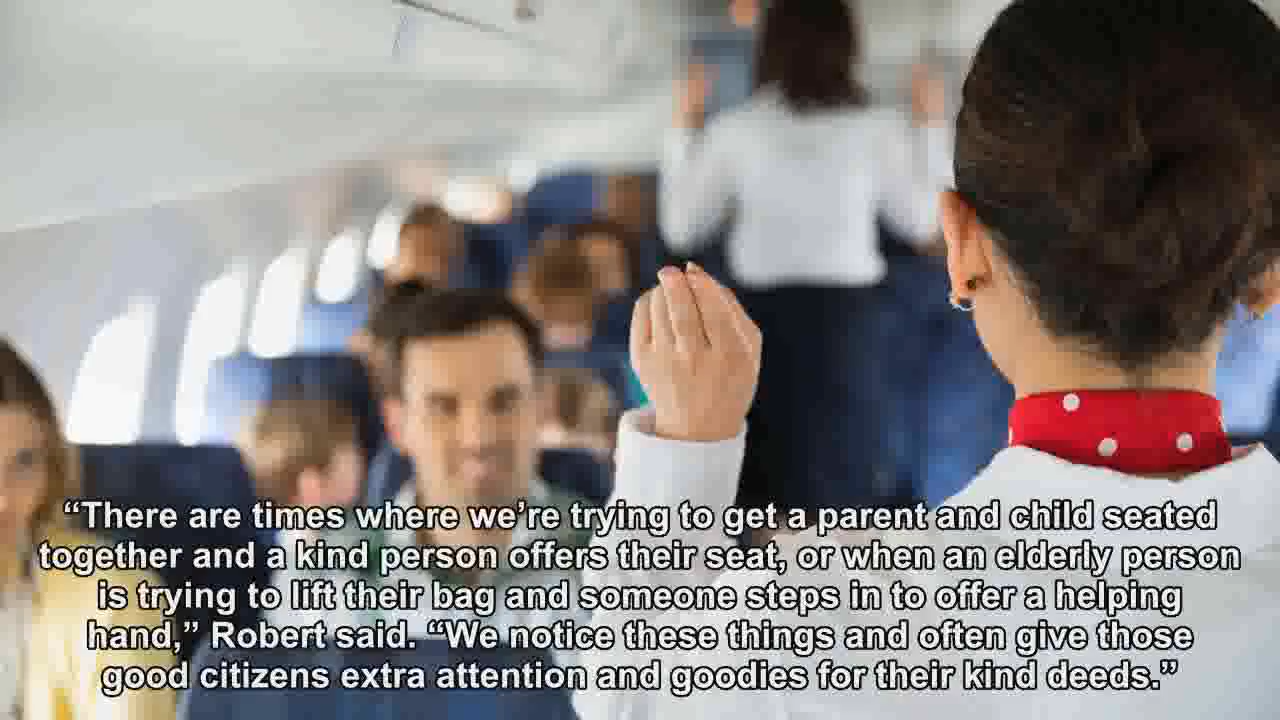 “There are times where we’re trying to get a parent and child seated
together and a kind person offers their seat, or when an elderly person
is trying to lift their bag and someone steps in to offer a helping
hand,” Robert said. “We notice these things and often give those
good citizens extra attention and goodies for their kind deeds.”